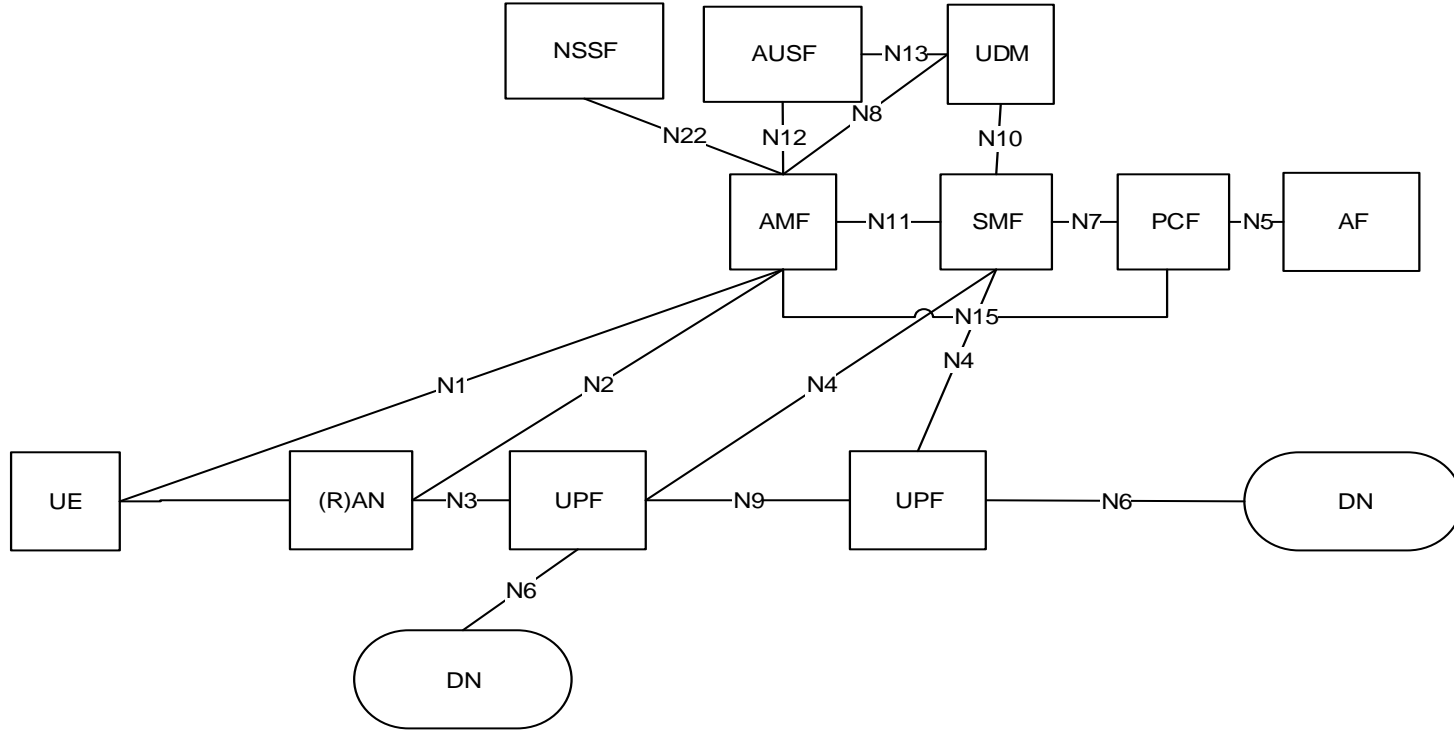 NSSF
AUSF
N13
UDM
N22
N12
N8
N10
AMF
N11
SMF
N7
PCF
N5
AF
N15
N1
N2
N4
N4
UE
(R)AN
N3
UPF
N9
UPF
N6
DN
N6
DN